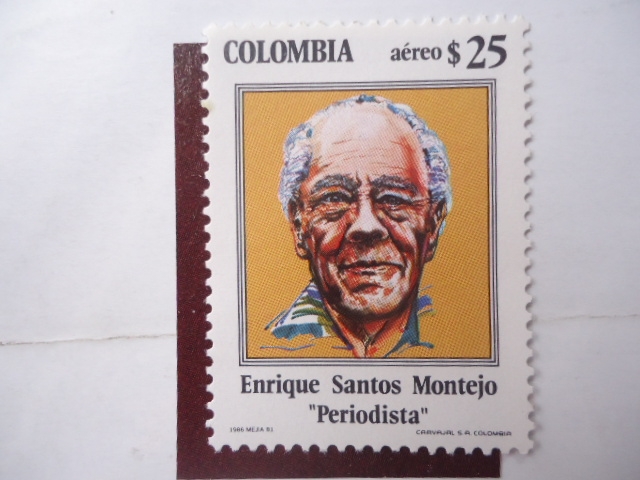 COLOMBIA aéreo $25
Enrique Santos Montejo
"Periodista"
1986 MEJIA 81 CARVAJAL S.A. COLOMBIA